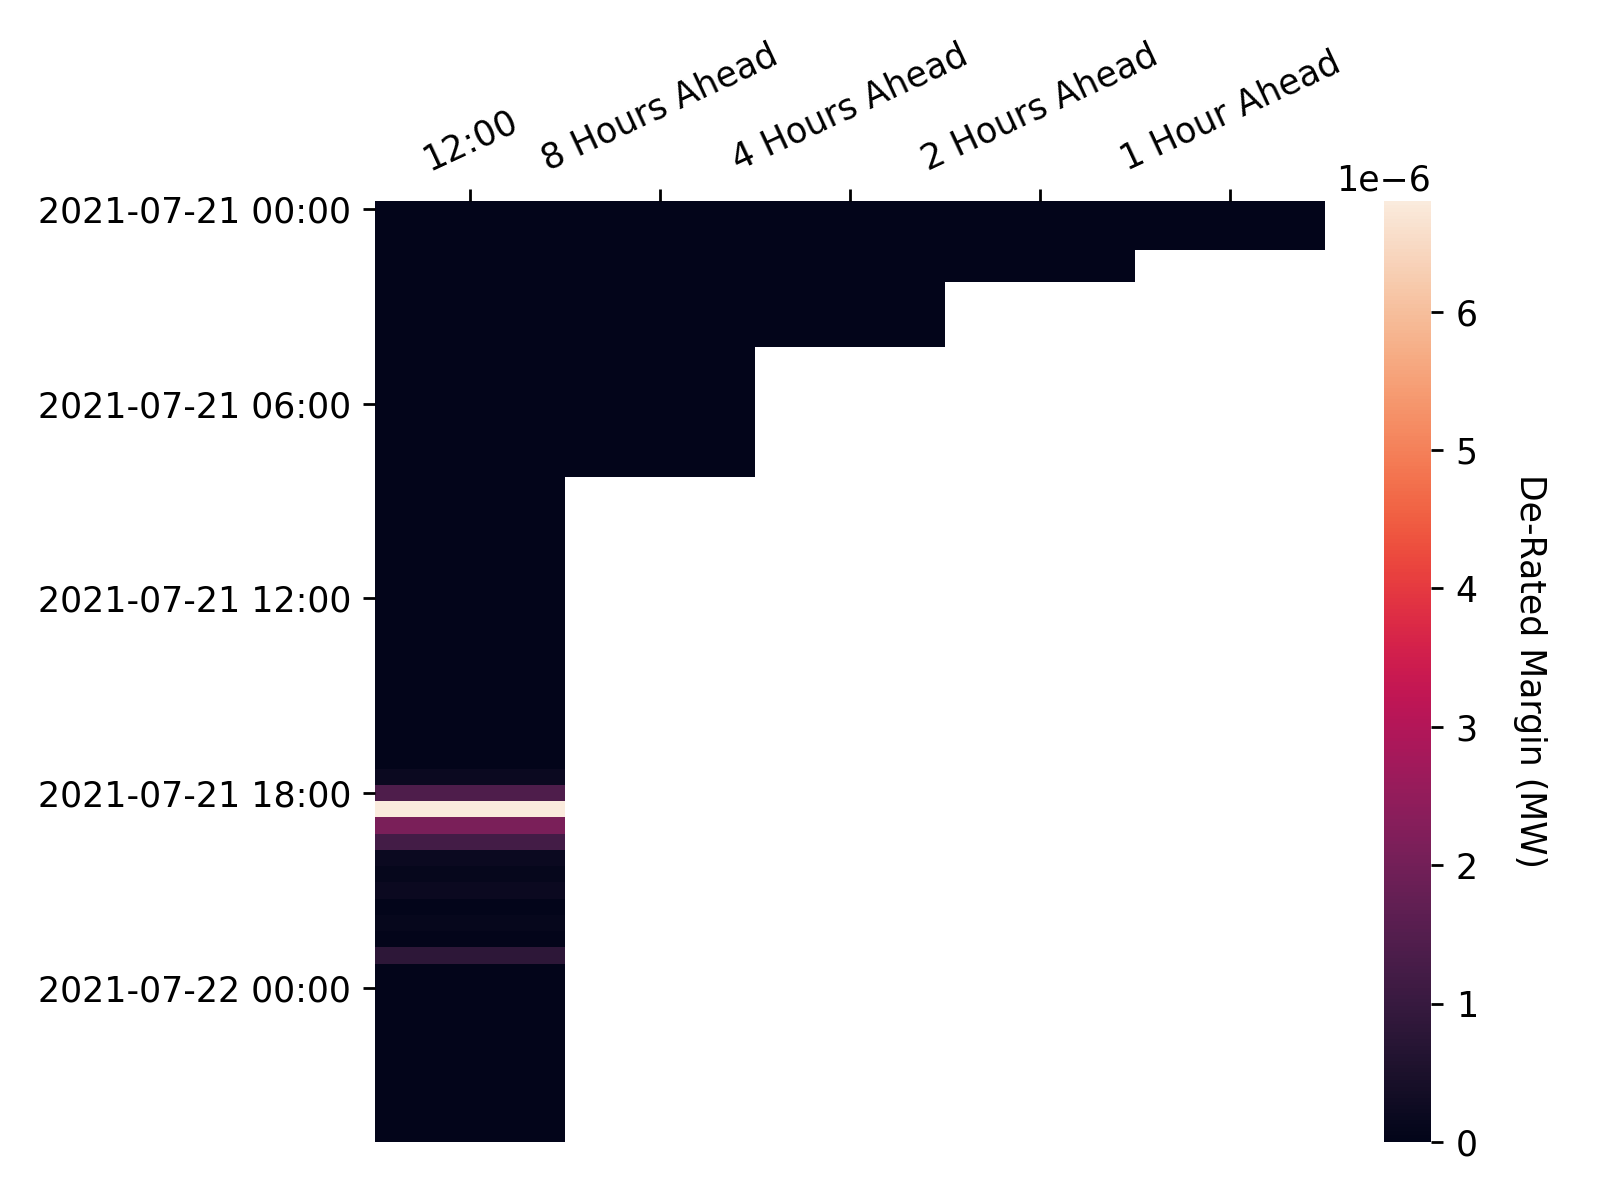 12:00
8 Hours Ahead
4 Hours Ahead
2 Hours Ahead
1 Hour Ahead
1e−6
2021-07-21 00:00
2021-07-21 06:00
2021-07-21 12:00
2021-07-21 18:00
2021-07-22 00:00
6
5
4
3
2
1
0
De-Rated Margin (MW)